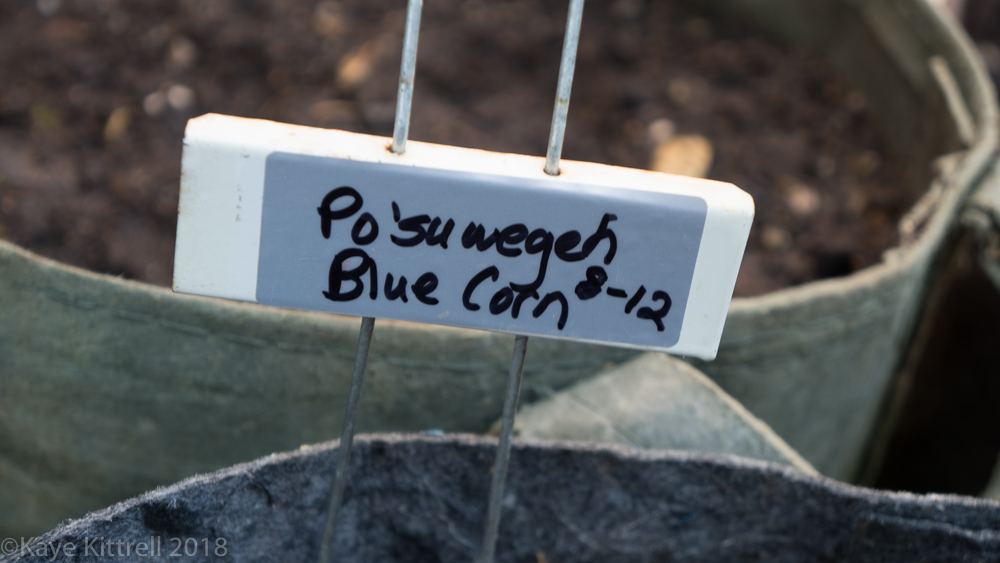 Po'suwegeh
Blue Corn 8-12
©Kaye Kittrell 2018